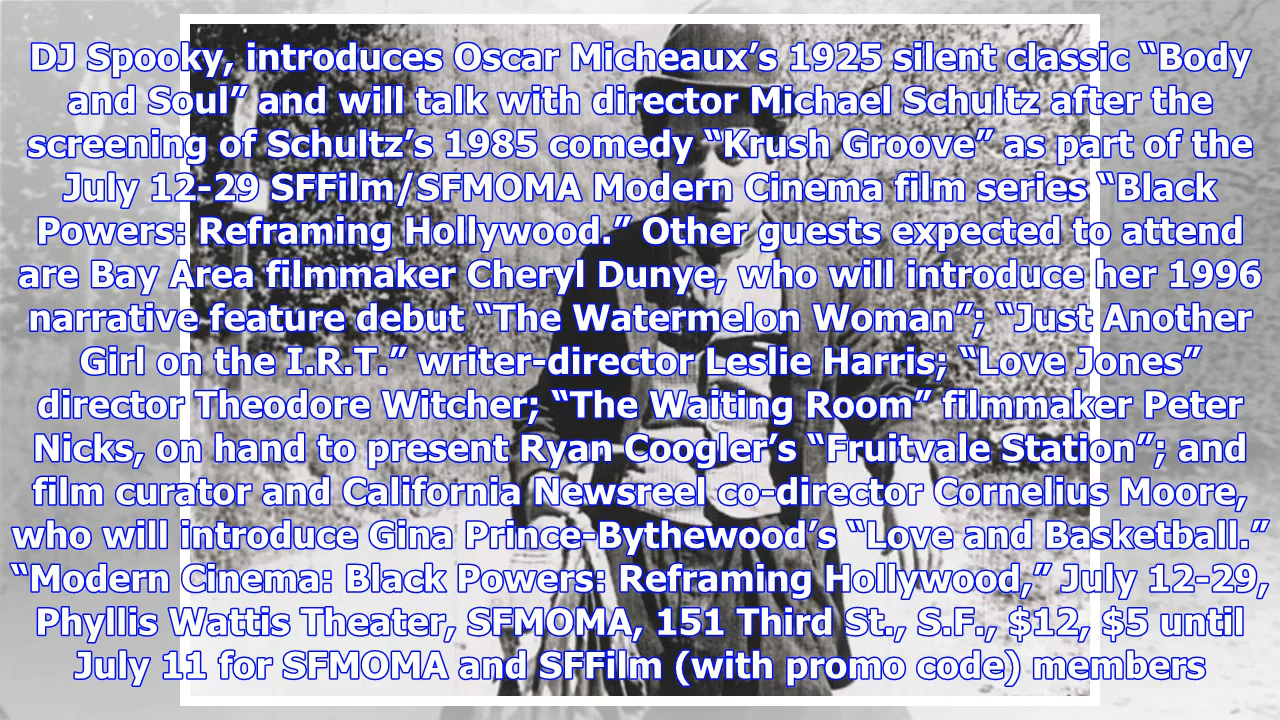 DJ Spooky, introduces Oscar Micheaux’s 1925 silent classic “Body
and Soul” and will talk with director Michael Schultz after the
screening of Schultz’s 1985 comedy “Krush Groove” as part of the
July 12-29 SFFilm/SFMOMA Modern Cinema film series “Black
Powers: Reframing Hollywood.” Other guests expected to attend
are Bay Area filmmaker Cheryl Dunye, who will introduce her 1996
narrative feature debut “The Watermelon Woman”; “Just Another
Girl on the I.R.T.” writer-director Leslie Harris; “Love Jones”
director Theodore Witcher; “The Waiting Room” filmmaker Peter
Nicks, on hand to present Ryan Coogler’s “Fruitvale Station”; and
film curator and California Newsreel co-director Cornelius Moore,
who will introduce Gina Prince-Bythewood’s “Love and Basketball.”
“Modern Cinema: Black Powers: Reframing Hollywood,” July 12-29,
Phyllis Wattis Theater, SFMOMA, 151 Third St., S.F., $12, $5 until
July 11 for SFMOMA and SFFilm (with promo code) members